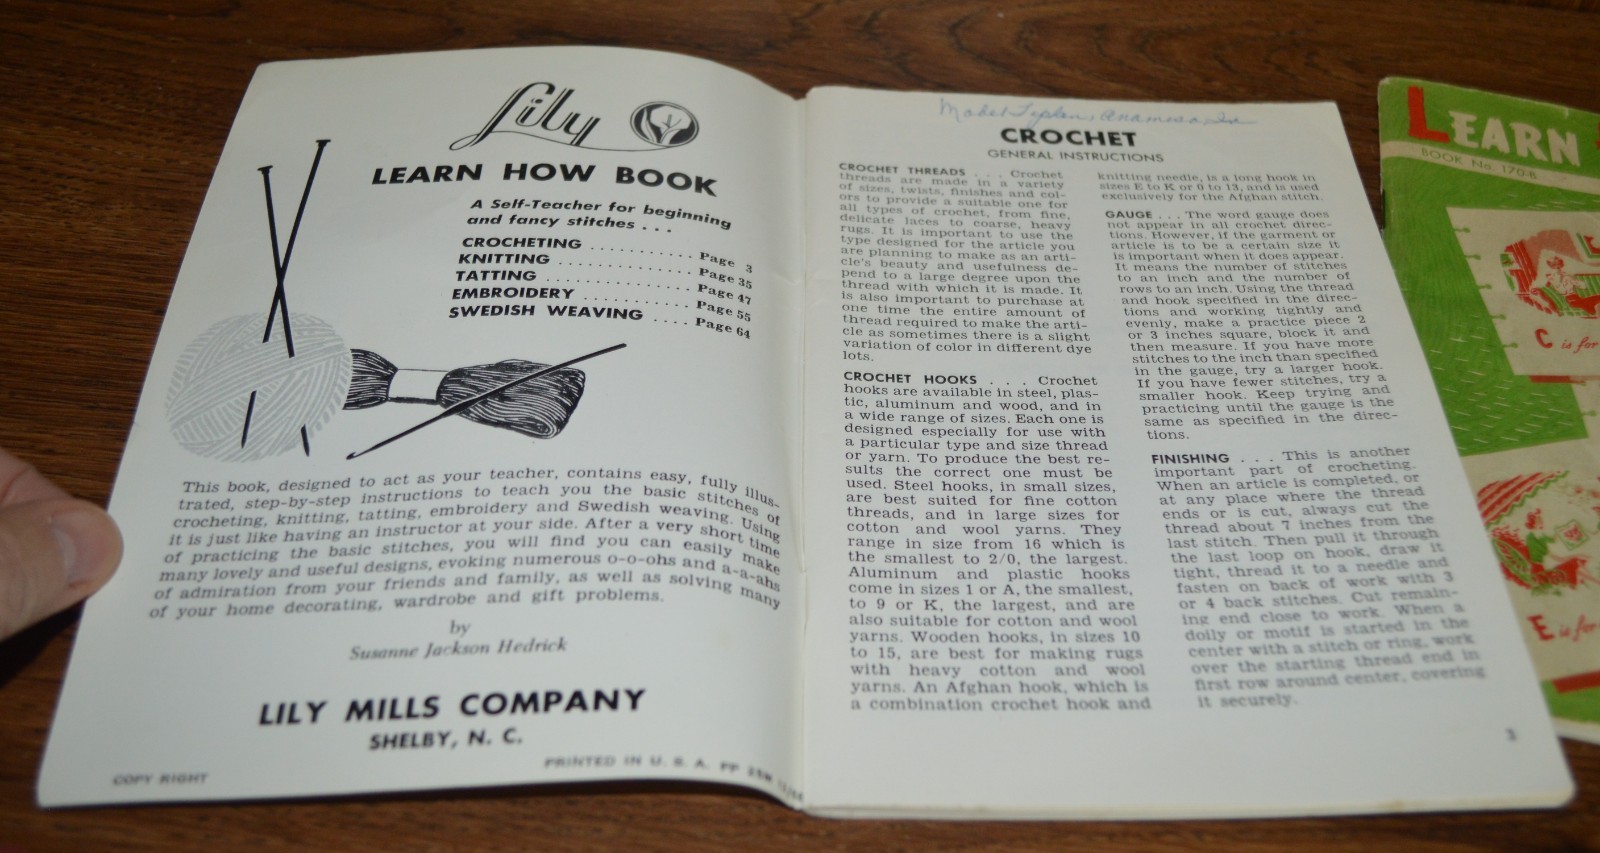 Lily
LEARN HOW BOOK
A Self-Teacher for beginning
and fancy stitches . . .
CROCHETING . . . . . . . . . . Page 3
KNITTING . . . . . . . . . . . . . Page 35
TATTING . . . . . . . . . . . . . . Page 47
EMBROIDERY . . . . . . . . . . . Page 55
SWEDISH WEAVING . . . . Page 64
This book, designed to act as your teacher, contains easy, fully illus-
trated, step-by-step instructions to teach you the basic stitches of
crocheting, knitting, tatting, embroidery and Swedish weaving. Using
it is just like having an instructor at your side. After a very short time
of practicing the basic stitches, you will find you can easily make
many lovely and useful designs, evoking numerous o-o-ohs and a-a-ahs
of admiration from your friends and family, as well as solving many
of your home decorating, wardrobe and gift problems.
by
Susanne Jackson Hedrick
LILY MILLS COMPANY
SHELBY, N. C.
COPY RIGHT
PRINTED IN U. S. A. PP 25M
Mabel Anamosa, Ia
CROCHET
GENERAL INSTRUCTIONS
CROCHET THREADS . . . Crochet
threads are made in a variety
of sizes, twists, finishes and col-
ors to provide a suitable one for
all types of crochet, from fine,
delicate laces to coarse, heavy
rugs. It is important to use the
type designed for the article you
are planning to make as an arti-
cle's beauty and usefulness de-
pend to a large degree upon the
thread with which it is made. It
is also important to purchase at
one time the entire amount of
thread required to make the arti-
cle as sometimes there is a slight
variation of color in different dye
lots.
CROCHET HOOKS . . . Crochet
hooks are available in steel, plas-
tic, aluminum and wood, and in
a wide range of sizes. Each one is
designed especially for use with
a particular type and size thread
or yarn. To produce the best re-
sults the correct one must be
used. Steel hooks, in small sizes,
are best suited for fine cotton
threads, and in large sizes for
cotton and wool yarns. They
range in size from 16 which is
the smallest to 2/0, the largest.
Aluminum and plastic hooks
come in sizes 1 or A, the smallest,
to 9 or K, the largest, and are
also suitable for cotton and wool
yarns. Wooden hooks, in sizes 10
to 15, are best for making rugs
with heavy cotton and wool
yarns. An Afghan hook, which is
a combination crochet hook and
knitting needle, is a long hook in
sizes E to K or 0 to 13, and is used
exclusively for the Afghan stitch.
GAUGE . . . The word gauge does
not appear in all crochet direc-
tions. However, if the garment or
article is to be a certain size it
is important when it does appear.
It means the number of stitches
to an inch and the number of
rows to an inch. Using the thread
and hook specified in the direc-
tions and working tightly and
evenly, make a practice piece 2
or 3 inches square, block it and
then measure. If you have more
stitches to the inch than specified
in the gauge, try a larger hook.
If you have fewer stitches, try a
smaller hook. Keep trying and
practicing until the gauge is the
same as specified in the direc-
tions.
FINISHING . . . This is another
important part of crocheting.
When an article is completed, or
at any place where the thread
ends or is cut, always cut the
thread about 7 inches from the
last stitch. Then pull it through
the last loop on hook, draw it
tight, thread it to a needle and
fasten on back of work with 3
or 4 back stitches. Cut remain-
ing end close to work. When a
doily or motif is started in the
center with a stitch or ring, work
over the starting thread end in
first row around center, covering
it securely.
3
LEARN
BOOK No. 170-B
C is for
E is for